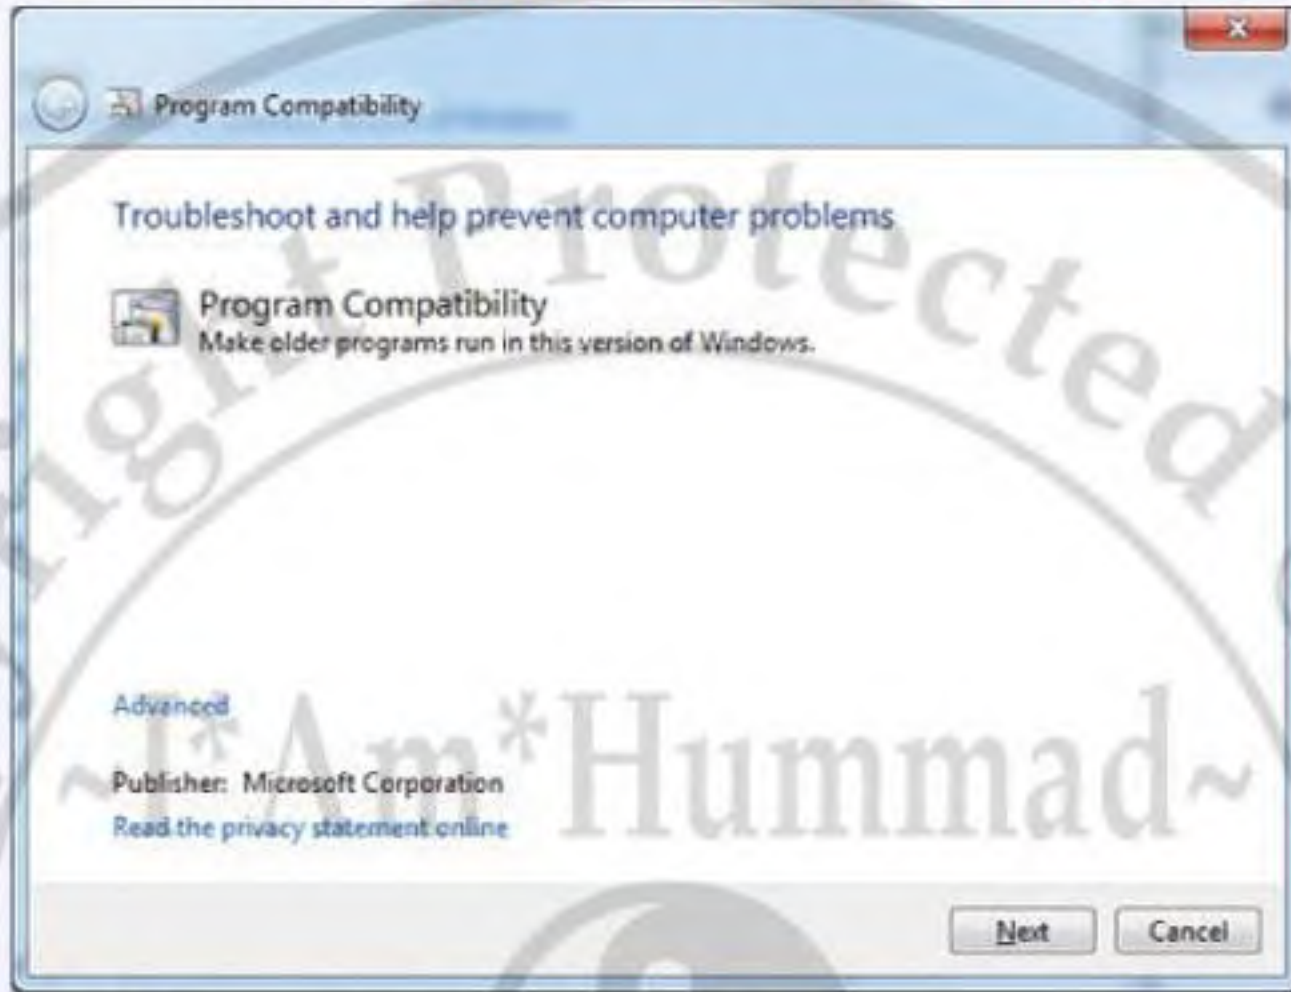 Program Compatibility
Troubleshoot and help prevent computer problems
Program Compatibility
Make older programs run in this version of Windows.
Advanced
Publisher: Microsoft Corporation
Read the privacy statement online
Next
Cancel
ight Protected
~I*Am*Hummad~